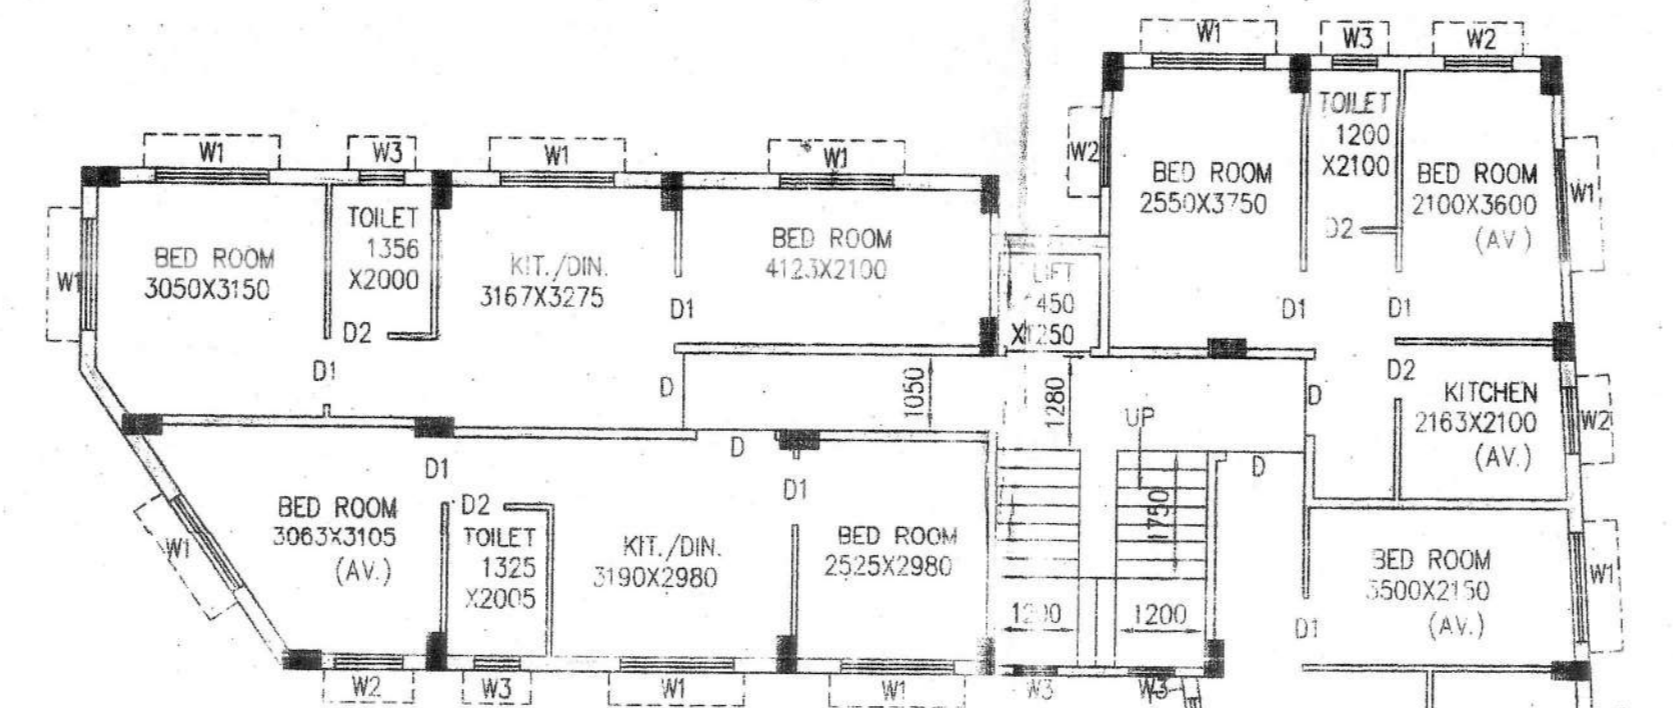 W1
W3
W2
W1
W3
W1
W1
W2
TOILET
1200
X2100
BED ROOM
2550X3750
BED ROOM
2100X3600
(AV)
W1
D2
W1
BED ROOM
3050X3150
TOILET
1356
X2000
D2
KIT./DIN.
3167X3275
BED ROOM
4123X2100
D1
LIFT
X1250
D1
D1
D1
D
1050
1280
UP
D
D2
KITCHEN
2163X2100
(AV.)
W2
D1
D
D
D1
BED ROOM
3063X3105
(AV.)
W1
D2
TOILET
1325
X2005
KIT./DIN.
3190X2980
BED ROOM
2525X2980
1750
1200
1200
BED ROOM
(AV.)
W1
D1
W2
W3
W1
W1
W3
W3